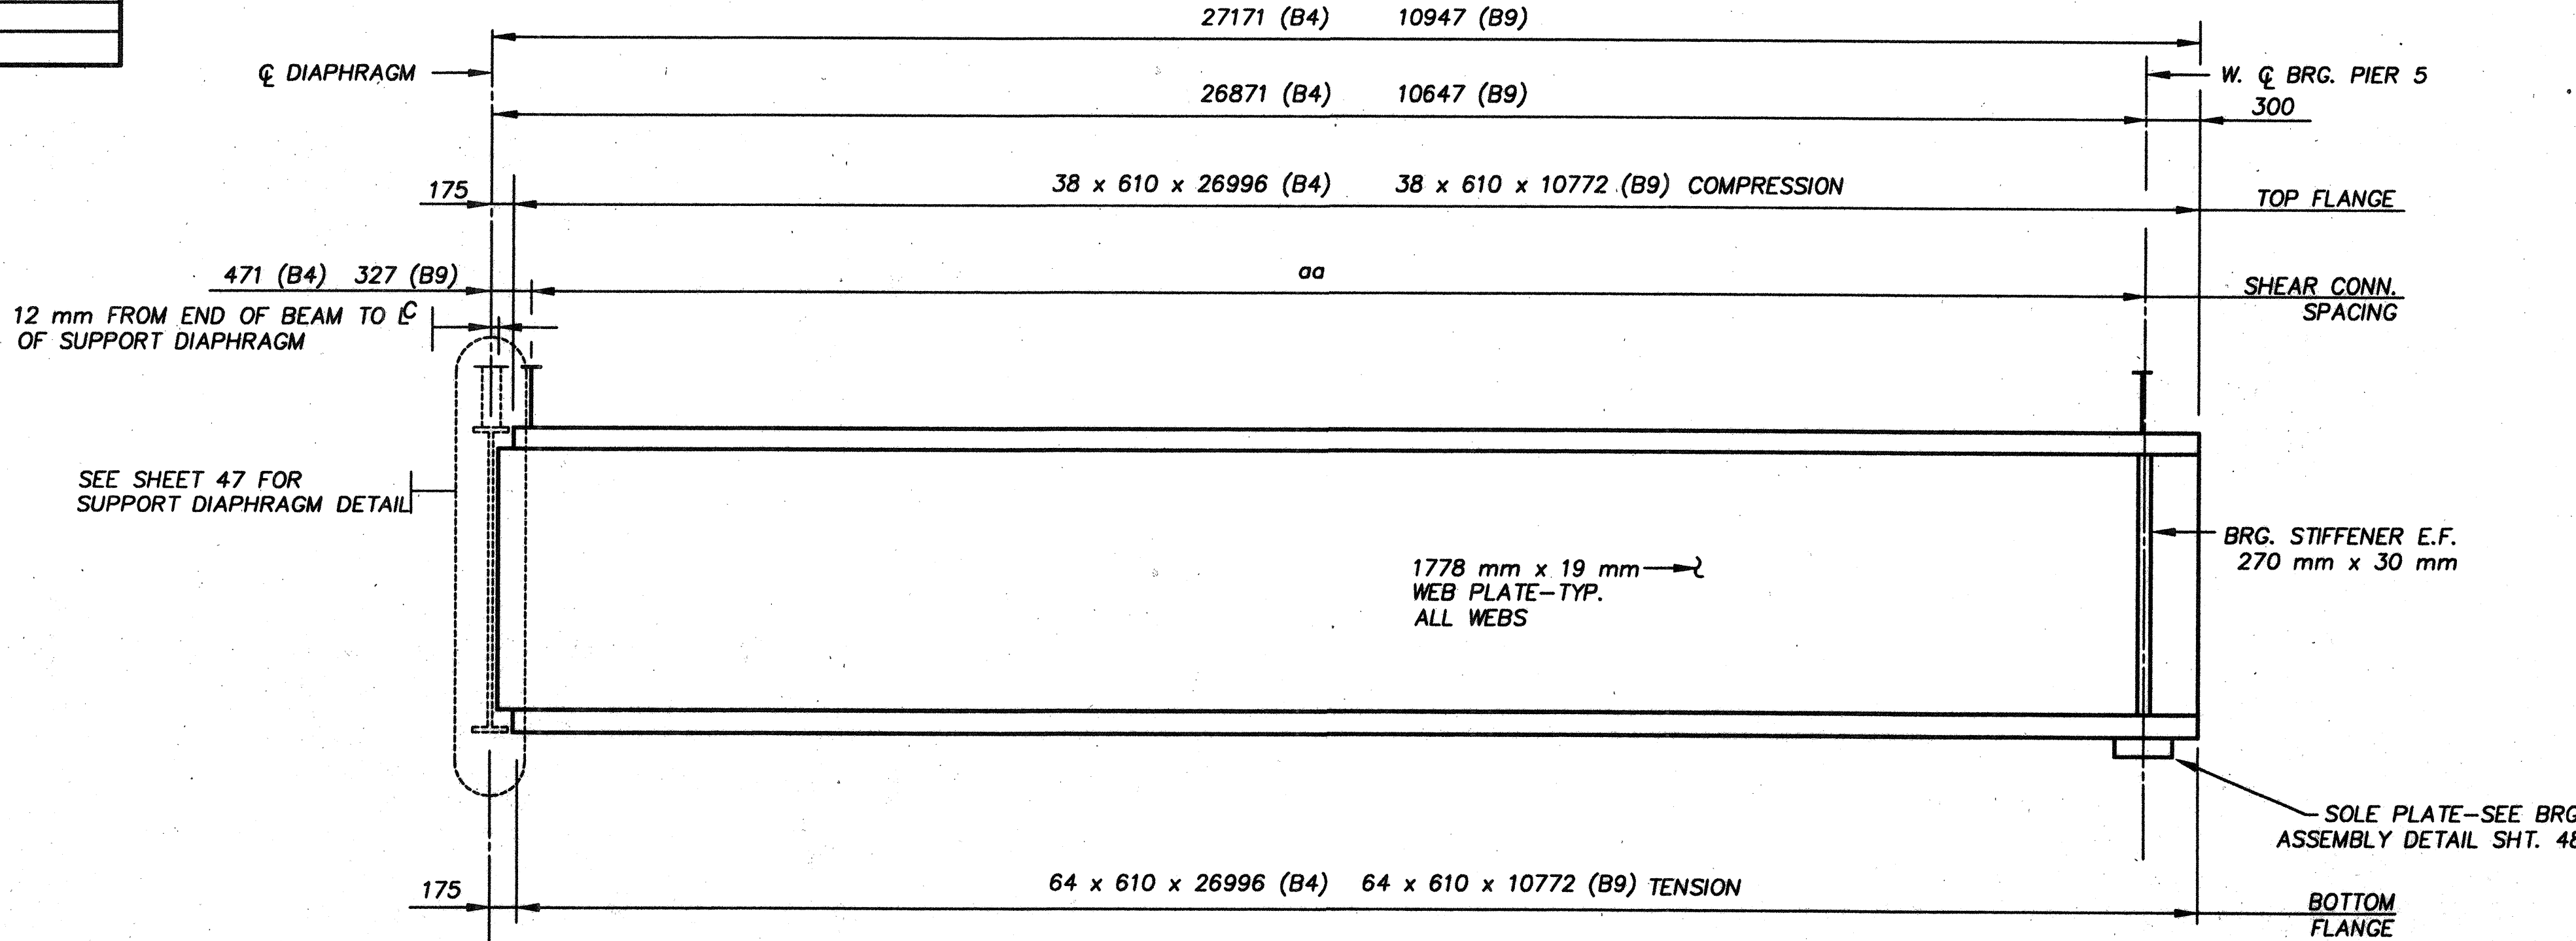 27171 (B4) 10947 (B9)
℄ DIAPHRAGM
W. ℄ BRG. PIER 5
26871 (B4) 10647 (B9)
300
175
38 x 610 x 26996 (B4) 38 x 610 x 10772 (B9) COMPRESSION
TOP FLANGE
471 (B4) 327 (B9)
aa
SHEAR CONN.
SPACING
12 mm FROM END OF BEAM TO ℄
OF SUPPORT DIAPHRAGM
SEE SHEET 47 FOR
SUPPORT DIAPHRAGM DETAIL
BRG. STIFFENER E.F.
270 mm x 30 mm
1778 mm x 19 mm
WEB PLATE-TYP.
ALL WEBS
SOLE PLATE-SEE BRG
ASSEMBLY DETAIL SHT. 48
175
64 x 610 x 26996 (B4) 64 x 610 x 10772 (B9) TENSION
BOTTOM
FLANGE